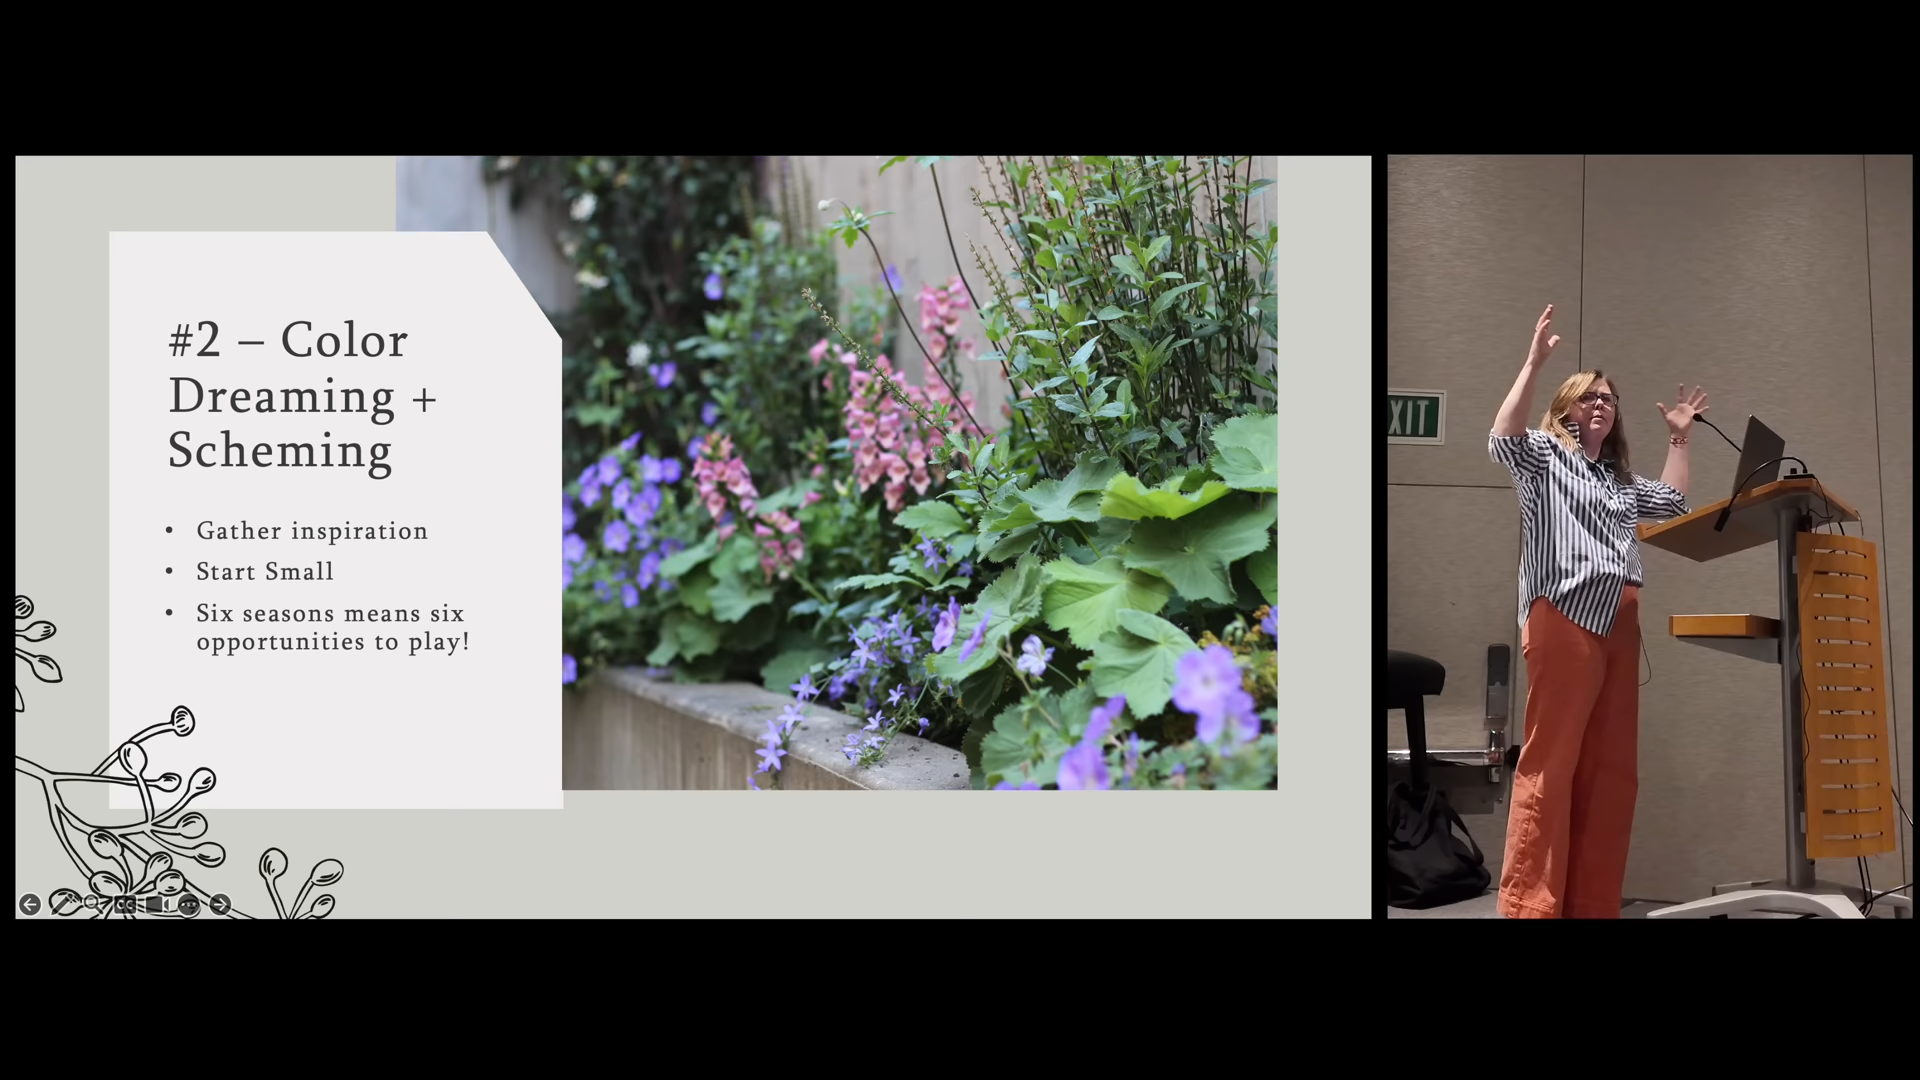 #2 – Color
Dreaming +
Scheming
• Gather inspiration
• Start Small
• Six seasons means six
opportunities to play!
EXIT